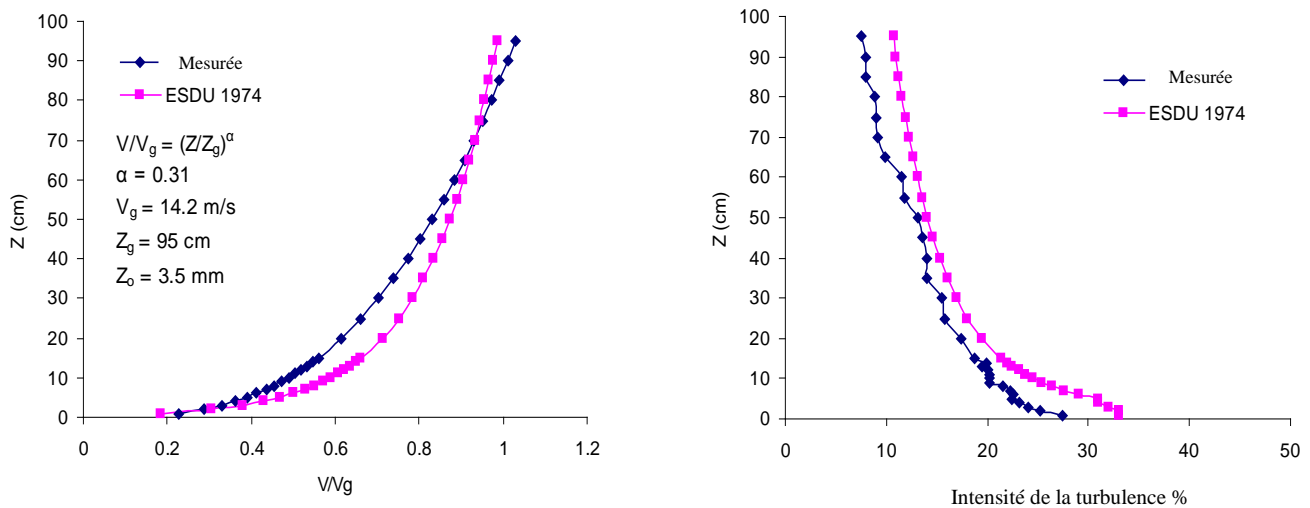 100
90
80
70
60
50
40
30
20
10
0
Z (cm)
Mesurée
ESDU 1974
V/Vg = (Z/Zg)^α
α = 0.31
Vg = 14.2 m/s
Zg = 95 cm
Zo = 3.5 mm
0 0.2 0.4 0.6 0.8 1 1.2
V/Vg
100
90
80
70
60
50
40
30
20
10
0
Z (cm)
Mesurée
ESDU 1974
0 10 20 30 40 50
Intensité de la turbulence %